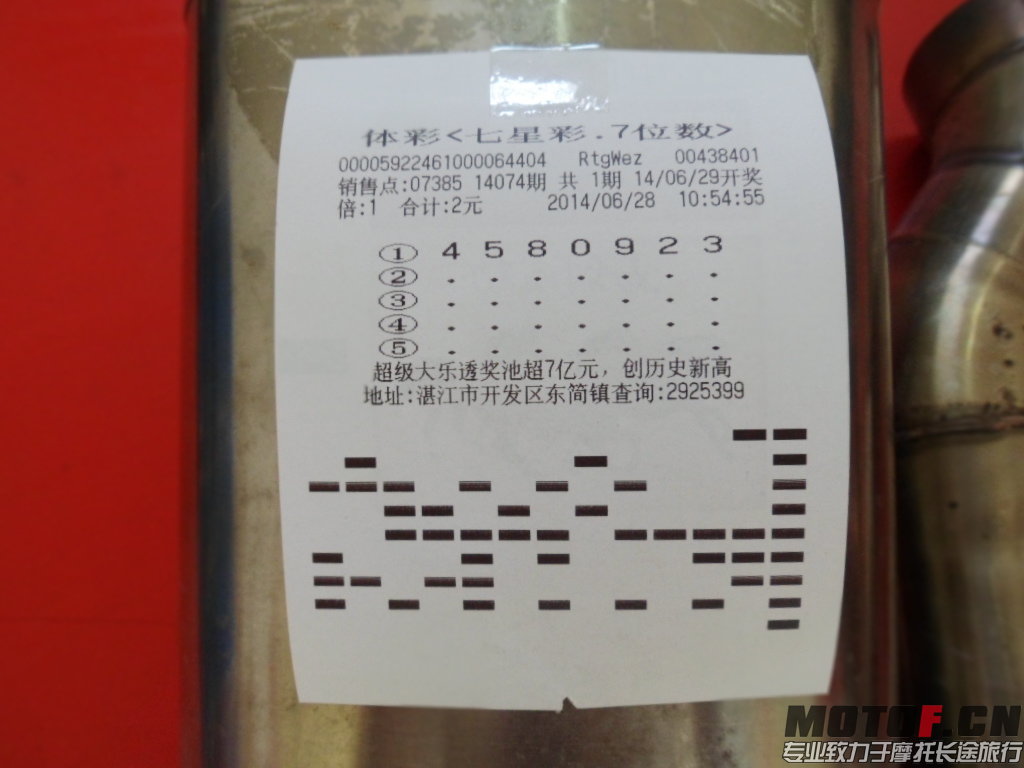 体彩<七星彩.7位数>
00005922461000064404 RtgWez 00438401
销售点:07385 14074期 共 1期 14/06/29开奖
倍:1 合计:2元 2014/06/28 10:54:55
① 4 5 8 0 9 2 3
② . . . . . . .
③ . . . . . . .
④ . . . . . . .
⑤ . . . . . . .
超级大乐透奖池超7亿元，创历史新高
地址:湛江市开发区东简镇查询:2925399
MOTOF.CN
专业致力于摩托长途旅行